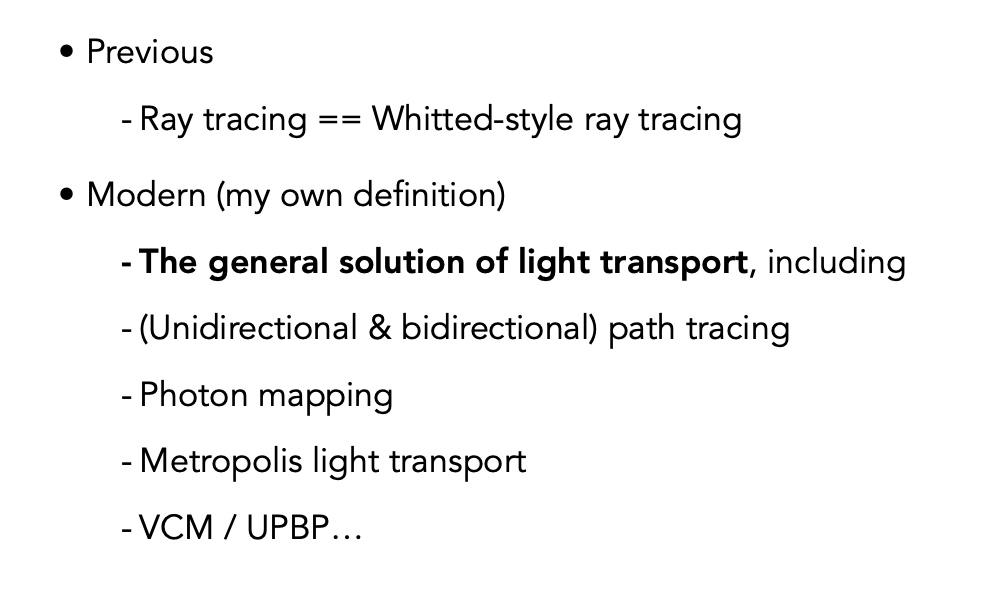 • Previous
- Ray tracing == Whitted-style ray tracing
• Modern (my own definition)
- The general solution of light transport, including
- (Unidirectional & bidirectional) path tracing
- Photon mapping
- Metropolis light transport
- VCM / UPBP…